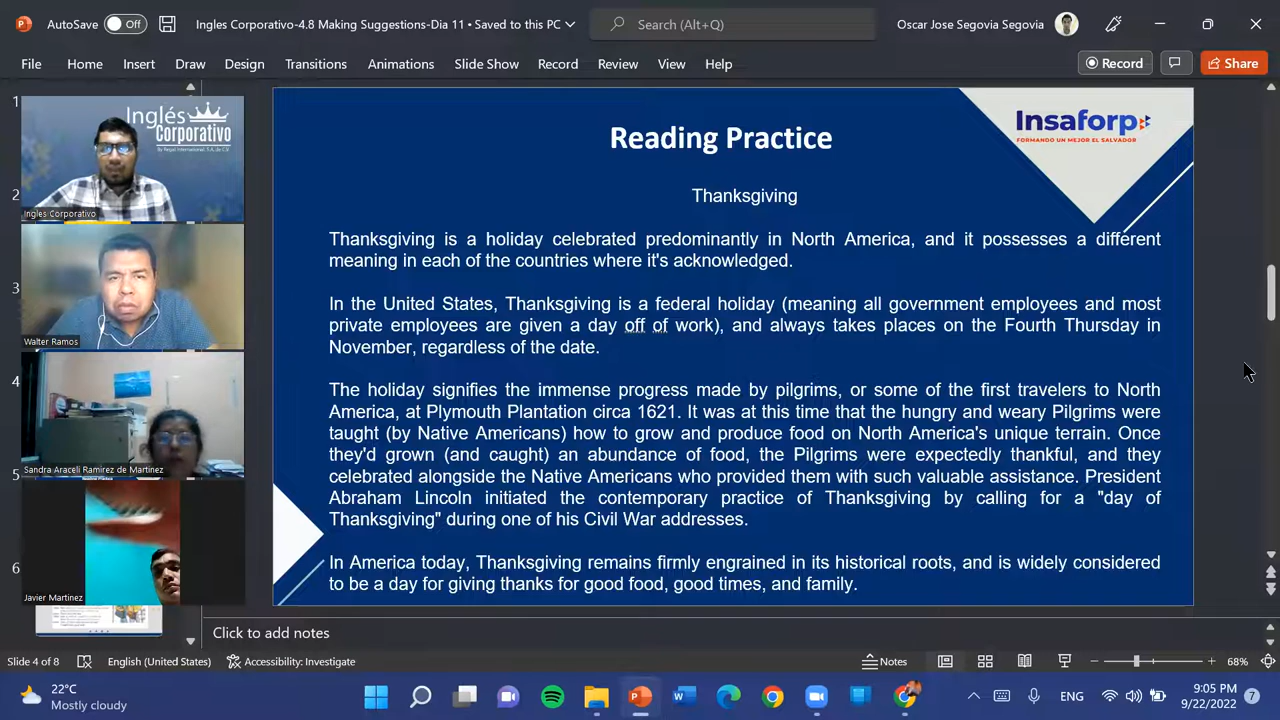 AutoSave Off Ingles Corporativo-4.8 Making Suggestions-Dia 11 • Saved to this PC Search (Alt+Q) Oscar Jose Segovia Segovia
File Home Insert Draw Design Transitions Animations Slide Show Record Review View Help Record Share
1
2
3
4
5
6
Inglés
Corporativo
By Regal International, S.A. de C.V.
Ingles Corporativo
Walter Ramos
Sandra Araceli Ramirez de Martinez
Javier Martinez
Insaforp
FORMANDO UN MEJOR EL SALVADOR
Reading Practice
Thanksgiving
Thanksgiving is a holiday celebrated predominantly in North America, and it possesses a different
meaning in each of the countries where it's acknowledged.
In the United States, Thanksgiving is a federal holiday (meaning all government employees and most
private employees are given a day off of work), and always takes places on the Fourth Thursday in
November, regardless of the date.
The holiday signifies the immense progress made by pilgrims, or some of the first travelers to North
America, at Plymouth Plantation circa 1621. It was at this time that the hungry and weary Pilgrims were
taught (by Native Americans) how to grow and produce food on North America's unique terrain. Once
they'd grown (and caught) an abundance of food, the Pilgrims were expectedly thankful, and they
celebrated alongside the Native Americans who provided them with such valuable assistance. President
Abraham Lincoln initiated the contemporary practice of Thanksgiving by calling for a "day of
Thanksgiving" during one of his Civil War addresses.
In America today, Thanksgiving remains firmly engrained in its historical roots, and is widely considered
to be a day for giving thanks for good food, good times, and family.
Click to add notes
Slide 4 of 8 English (United States) Accessibility: Investigate Notes 68%
22°C
Mostly cloudy
ENG
9:05 PM
9/22/2022
7